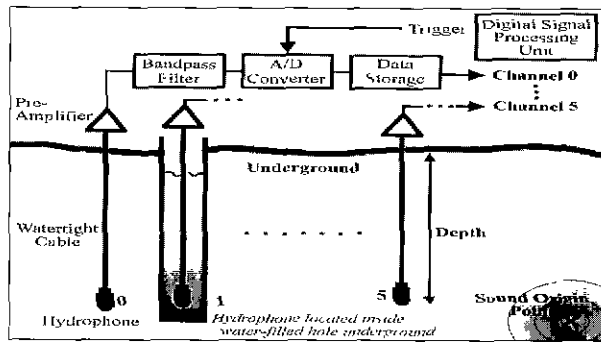 Trigger
Digital Signal
Processing
Unit
Bandpass
Filter
A/D
Converter
Data
Storage
Channel 0
Channel 5
Pre-
Amplifier
Underground
Watertight
Cable
Depth
0
1
5
Sound Origin
Hydrophone
Hydrophone located inside
water-filled hole underground